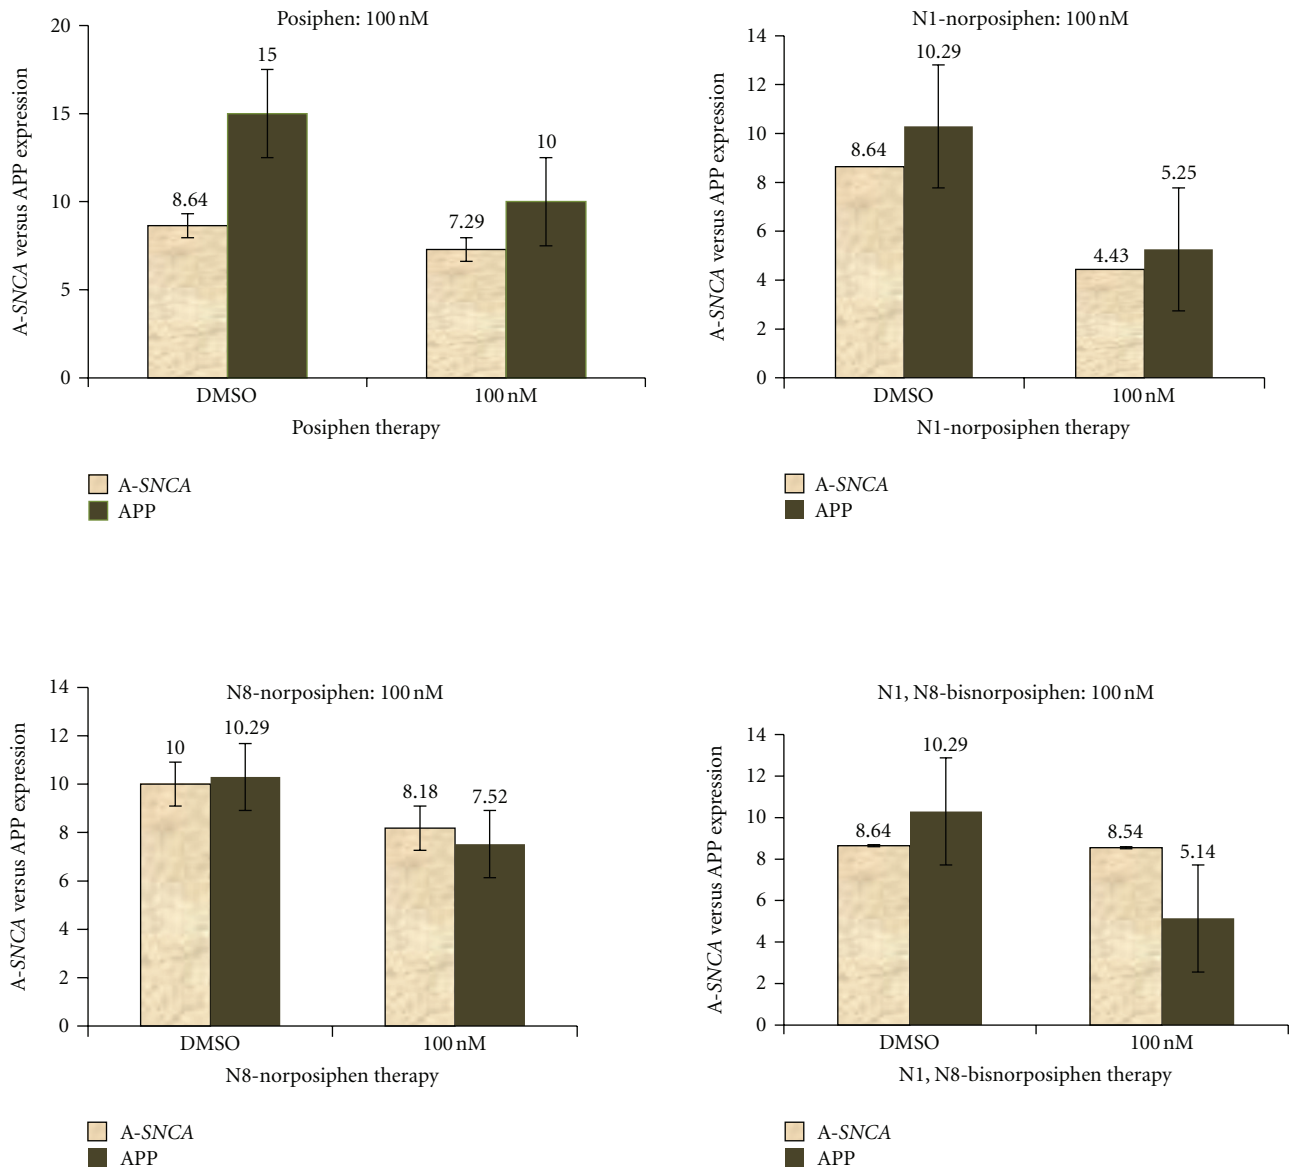 Posiphen: 100 nM
A-SNCA versus APP expression
20
15
10
5
0
8.64
15
7.29
10
DMSO
100 nM
Posiphen therapy
A-SNCA
APP
N1-norposiphen: 100 nM
A-SNCA versus APP expression
14
12
10
8
6
4
2
0
8.64
10.29
4.43
5.25
DMSO
100 nM
N1-norposiphen therapy
A-SNCA
APP
N8-norposiphen: 100 nM
A-SNCA versus APP expression
14
12
10
8
6
4
2
0
10
10.29
8.18
7.52
DMSO
100 nM
N8-norposiphen therapy
A-SNCA
APP
N1, N8-bisnorposiphen: 100 nM
A-SNCA versus APP expression
14
12
10
8
6
4
2
0
8.64
10.29
8.54
5.14
DMSO
100 nM
N1, N8-bisnorposiphen therapy
A-SNCA
APP